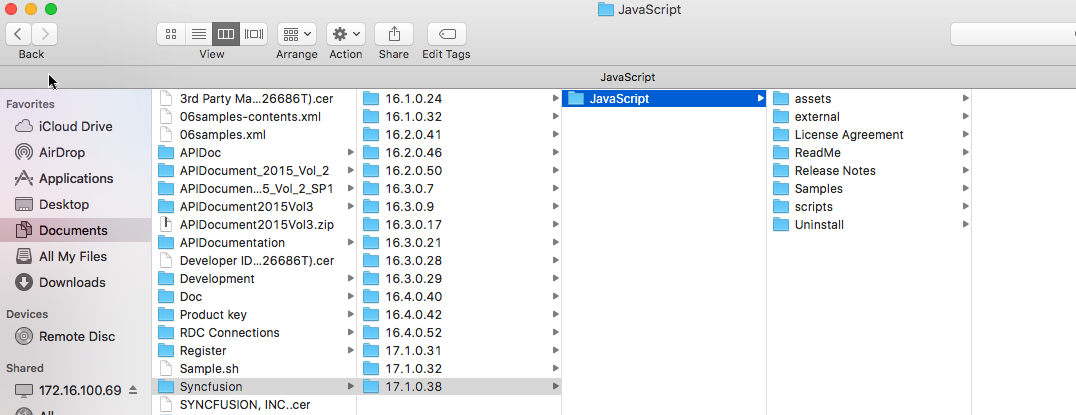 JavaScript
Back
View
Arrange
Action
Share
Edit Tags
JavaScript
Favorites
iCloud Drive
AirDrop
Applications
Desktop
Documents
All My Files
Downloads
Devices
Remote Disc
Shared
172.16.100.69
All
3rd Party Ma...26686T).cer
06samples-contents.xml
06samples.xml
APIDoc
APIDocument_2015_Vol_2
APIDocumen...5_Vol_2_SP1
APIDocument2015Vol3
APIDocument2015Vol3.zip
APIDocumentation
Developer ID...26686T).cer
Development
Doc
Product key
RDC Connections
Register
Sample.sh
Syncfusion
SYNCFUSION, INC..cer
16.1.0.24
16.1.0.32
16.2.0.41
16.2.0.46
16.2.0.50
16.3.0.7
16.3.0.9
16.3.0.17
16.3.0.21
16.3.0.28
16.3.0.29
16.4.0.40
16.4.0.42
16.4.0.52
17.1.0.31
17.1.0.32
17.1.0.38
JavaScript
assets
external
License Agreement
ReadMe
Release Notes
Samples
scripts
Uninstall